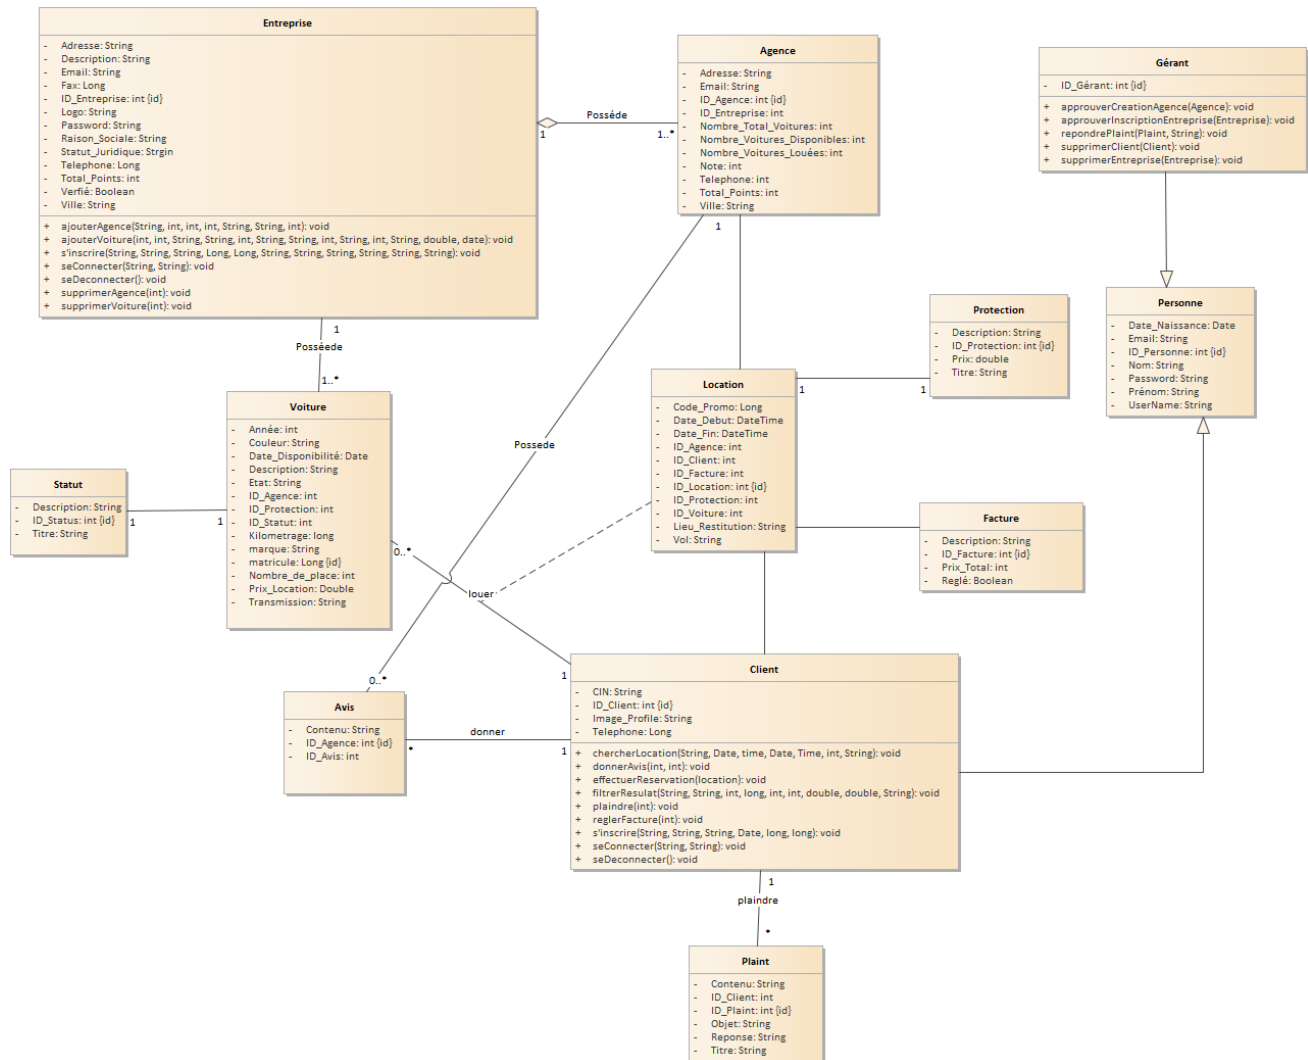 Entreprise
- Adresse: String
- Description: String
- Email: String
- Fax: Long
- ID_Entreprise: int {id}
- Logo: String
- Password: String
- Raison_Sociale: String
- Statut_Juridique: Strgin
- Telephone: Long
- Total_Points: int
- Verfié: Boolean
- Ville: String
+ ajouterAgence(String, int, int, int, String, String, int): void
+ ajouterVoiture(int, int, String, String, int, String, String, int, String, int, String, double, date): void
+ s'inscrire(String, String, String, Long, Long, String, String, String, String, String, String): void
+ seConnecter(String, String): void
+ seDeconnecter(): void
+ supprimerAgence(int): void
+ supprimerVoiture(int): void
1
Posséde
1..*
Agence
- Adresse: String
- Email: String
- ID_Agence: int {id}
- ID_Entreprise: int
- Nombre_Total_Voitures: int
- Nombre_Voitures_Disponibles: int
- Nombre_Voitures_Louées: int
- Note: int
- Telephone: int
- Total_Points: int
- Ville: String
1
Gérant
- ID_Gérant: int {id}
+ approuverCreationAgence(Agence): void
+ approuverInscriptionEntreprise(Entreprise): void
+ repondrePlaint(Plaint, String): void
+ supprimerClient(Client): void
+ supprimerEntreprise(Entreprise): void
Personne
- Date_Naissance: Date
- Email: String
- ID_Personne: int {id}
- Nom: String
- Password: String
- Prénom: String
- UserName: String
Protection
- Description: String
- ID_Protection: int {id}
- Prix: double
- Titre: String
1
1
1
Posséede
1..*
Location
- Code_Promo: Long
- Date_Debut: DateTime
- Date_Fin: DateTime
- ID_Agence: int
- ID_Client: int
- ID_Facture: int
- ID_Location: int {id}
- ID_Protection: int
- ID_Voiture: int
- Lieu_Restitution: String
- Vol: String
Voiture
- Année: int
- Couleur: String
- Date_Disponibilité: Date
- Description: String
- Etat: String
- ID_Agence: int
- ID_Protection: int
- ID_Statut: int
- Kilometrage: long
- marque: String
- matricule: Long {id}
- Nombre_de_place: int
- Prix_Location: Double
- Transmission: String
Possede
Statut
- Description: String
- ID_Status: int {id}
- Titre: String
1
1
Facture
- Description: String
- ID_Facture: int {id}
- Prix_Total: int
- Reglé: Boolean
0..*
louer
1
0..*
Avis
- Contenu: String
- ID_Agence: int {id}
- ID_Avis: int
*
donner
1
Client
- CIN: String
- ID_Client: int {id}
- Image_Profile: String
- Telephone: Long
+ chercherLocation(String, Date, time, Date, Time, int, String): void
+ donnerAvis(int, int): void
+ effectuerReservation(location): void
+ filtrerResulat(String, String, int, long, int, int, double, double, String): void
+ plaindre(int): void
+ reglerFacture(int): void
+ s'inscrire(String, String, String, Date, long, long): void
+ seConnecter(String, String): void
+ seDeconnecter(): void
1
plaindre
*
Plaint
- Contenu: String
- ID_Client: int
- ID_Plaint: int {id}
- Objet: String
- Reponse: String
- Titre: String